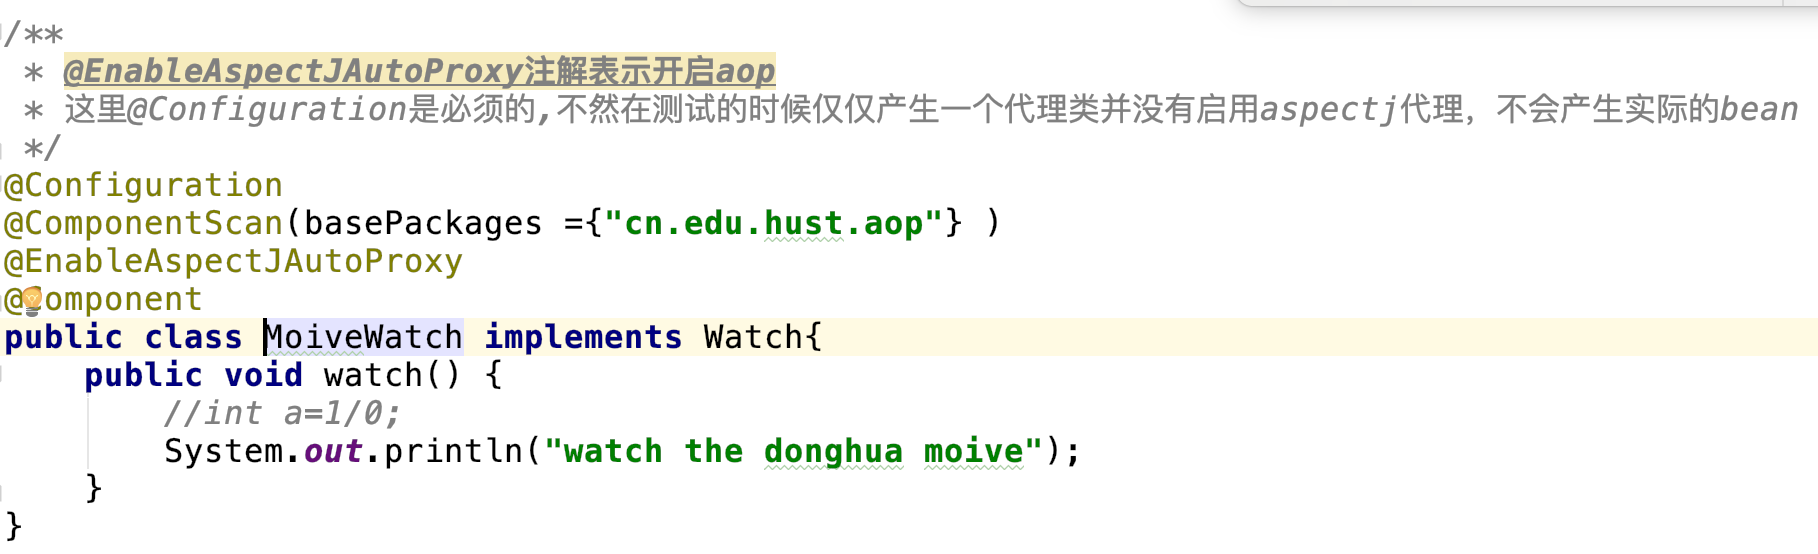 /**
 * @EnableAspectJAutoProxy注解表示开启aop
 * 这里@Configuration是必须的,不然在测试的时候仅仅产生一个代理类并没有启用aspectj代理，不会产生实际的bean
 */
@Configuration
@ComponentScan(basePackages ={"cn.edu.hust.aop"} )
@EnableAspectJAutoProxy
@Component
public class MoiveWatch implements Watch{
    public void watch() {
        //int a=1/0;
        System.out.println("watch the donghua moive");
    }
}